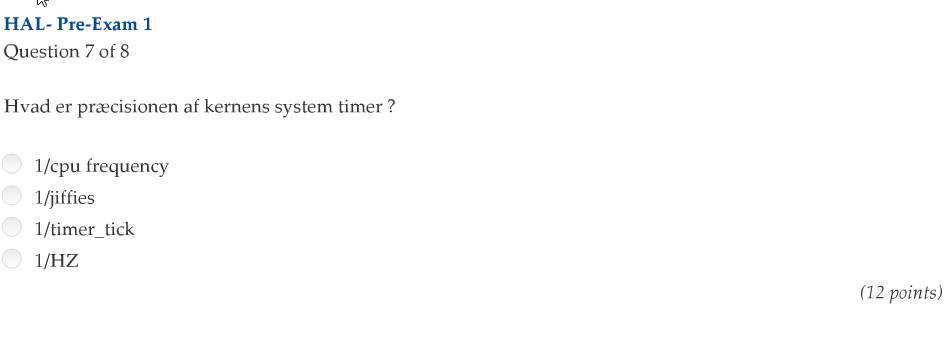 HAL- Pre-Exam 1
Question 7 of 8
Hvad er præcisionen af kernens system timer ?
1/cpu frequency
1/jiffies
1/timer_tick
1/HZ
(12 points)